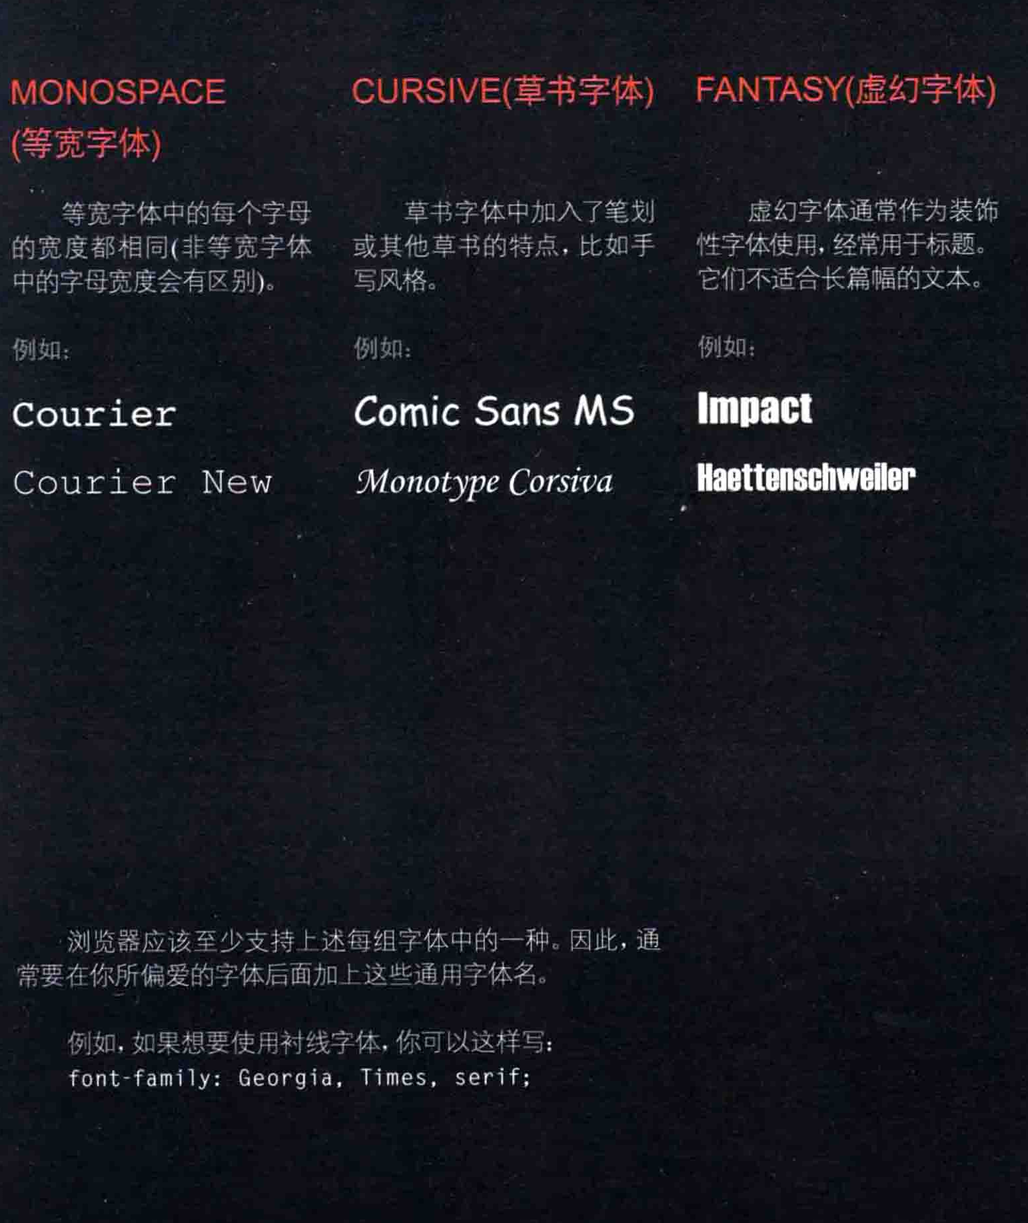 MONOSPACE
(等宽字体)
等宽字体中的每个字母
的宽度都相同(非等宽字体
中的字母宽度会有区别)。
例如:
Courier
Courier New
CURSIVE(草书字体)
草书字体中加入了笔划
或其他草书的特点,比如手
写风格。
例如:
Comic Sans MS
Monotype Corsiva
FANTASY(虚幻字体)
虚幻字体通常作为装饰
性字体使用,经常用于标题。
它们不适合长篇幅的文本。
例如:
Impact
Haettenschweiler
浏览器应该至少支持上述每组字体中的一种。因此,通
常要在你所偏爱的字体后面加上这些通用字体名。
例如,如果想要使用衬线字体,你可以这样写:
font-family: Georgia, Times, serif;